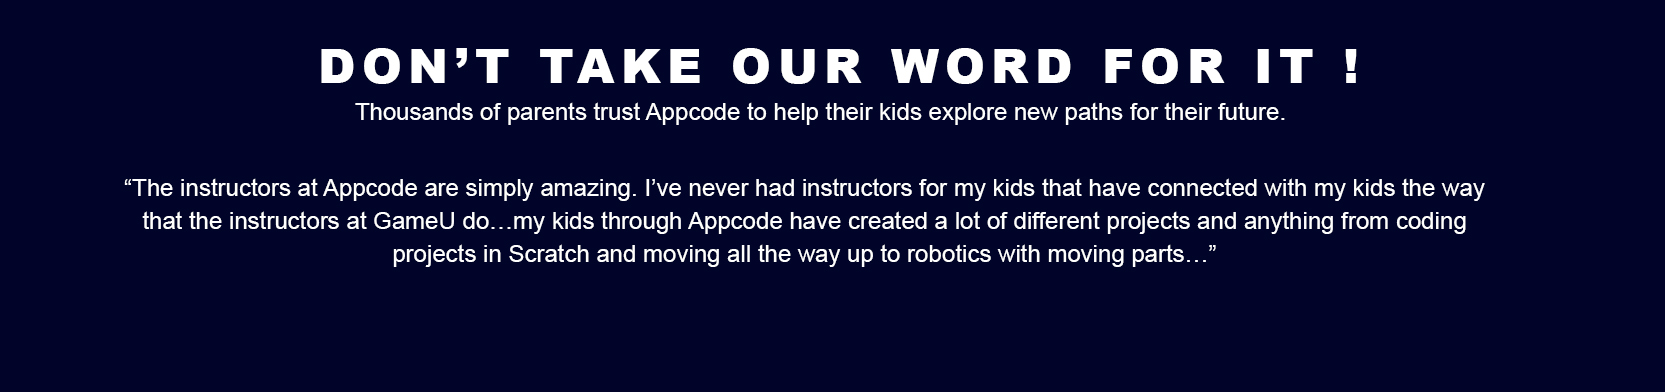 DON’T TAKE OUR WORD FOR IT !
Thousands of parents trust Appcode to help their kids explore new paths for their future.
“The instructors at Appcode are simply amazing. I’ve never had instructors for my kids that have connected with my kids the way
that the instructors at GameU do…my kids through Appcode have created a lot of different projects and anything from coding
projects in Scratch and moving all the way up to robotics with moving parts…”